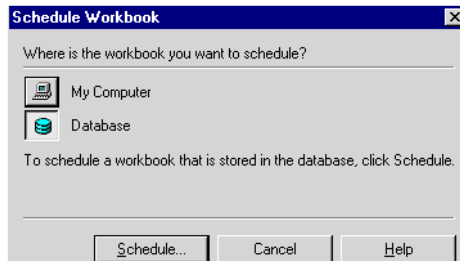 Schedule Workbook
Where is the workbook you want to schedule?
My Computer
Database
To schedule a workbook that is stored in the database, click Schedule.
Schedule... Cancel Help